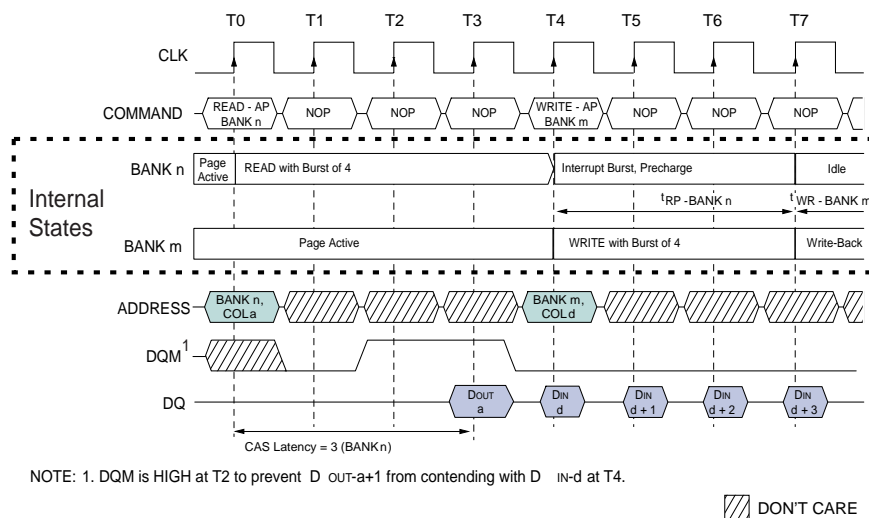 T0 T1 T2 T3 T4 T5 T6 T7
CLK
COMMAND READ - AP BANK n NOP NOP NOP WRITE - AP BANK m NOP NOP NOP
Internal States
BANK n Page Active READ with Burst of 4 Interrupt Burst, Precharge Idle
tRP -BANK n tWR - BANK m
BANK m Page Active WRITE with Burst of 4 Write-Back
ADDRESS BANK n, COL a BANK m, COL d
DQM1
DQ DOUT a DIN d DIN d + 1 DIN d + 2 DIN d + 3
CAS Latency = 3 (BANK n)
NOTE: 1. DQM is HIGH at T2 to prevent D OUT-a+1 from contending with D IN-d at T4.
DON'T CARE